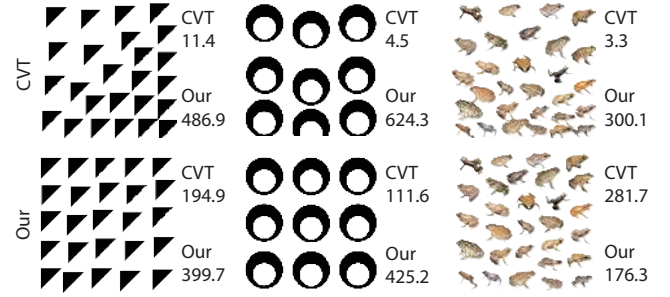 CVT
CVT
11.4
Our
486.9
CVT
4.5
Our
624.3
CVT
3.3
Our
300.1
Our
CVT
194.9
Our
399.7
CVT
111.6
Our
425.2
CVT
281.7
Our
176.3